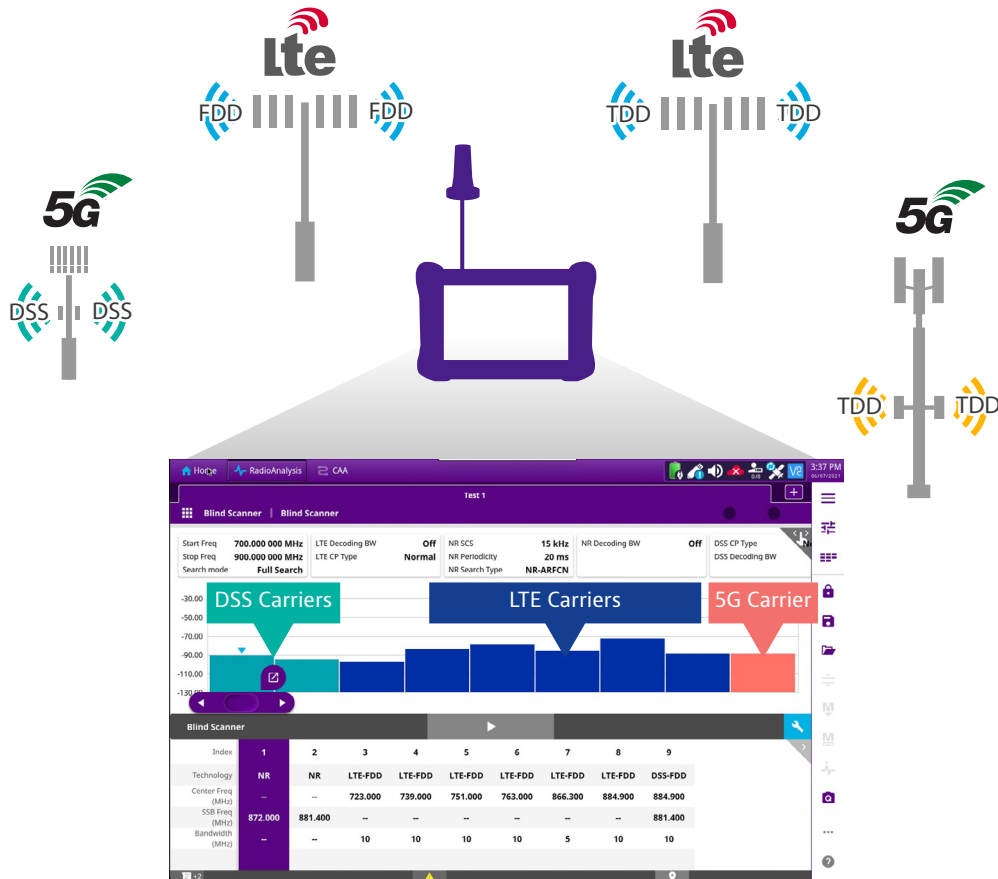 Lte
Lte
FDD FDD
TDD TDD
5G
5G
DSS DSS
TDD TDD
Home RadioAnalysis CAA 0/0 3:37 PM
06/07/2021
Test 1
Blind Scanner | Blind Scanner
Start Freq 700.000 000 MHz LTE Decoding BW Off NR SCS 15 kHz NR Decoding BW Off DSS CP Type
Stop Freq 900.000 000 MHz LTE CP Type Normal NR Periodicity 20 ms DSS Decoding BW
Search mode Full Search NR Search Type NR-ARFCN
DSS Carriers LTE Carriers 5G Carrier
-30.00
-50.00
-70.00
-90.00
-110.00
-130.00
Blind Scanner
Index 1 2 3 4 5 6 7 8 9
Technology NR NR LTE-FDD LTE-FDD LTE-FDD LTE-FDD LTE-FDD LTE-FDD DSS-FDD
Center Freq
(MHz) -- -- 723.000 739.000 751.000 763.000 866.300 884.900 884.900
SSB Freq
(MHz) 872.000 881.400 -- -- -- -- -- -- 881.400
Bandwidth
(MHz) -- -- 10 10 10 10 5 10 10
+2
M
M